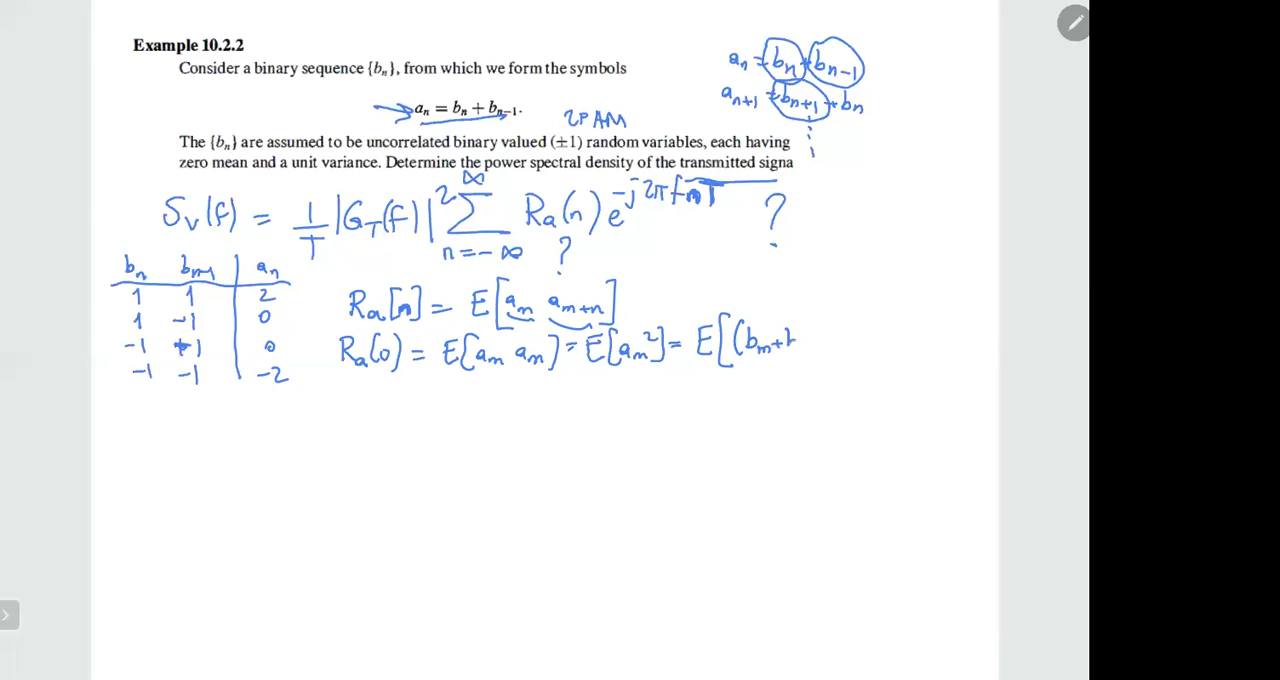 Example 10.2.2
Consider a binary sequence {bₙ}, from which we form the symbols
aₙ = bₙ + bₙ₋₁
aₙ₊₁ = bₙ₊₁ + bₙ
aₙ = bₙ + bₙ₋₁.
2PAM
The {bₙ} are assumed to be uncorrelated binary valued (±1) random variables, each having
zero mean and a unit variance. Determine the power spectral density of the transmitted signa
Sᵥ(f) = 1/T |G_T(f)|² ∑_{n=-∞}^{∞} Rₐ(n) e^{-j2πfnT} ?
?
bₙ bₙ₋₁ | aₙ
1 1 | 2
1 -1 | 0
-1 +1 | 0
-1 -1 | -2
Rₐ[n] = E[aₘ aₘ₊ₙ]
Rₐ(0) = E[aₘ aₘ] = E[aₘ²] = E[(bₘ+